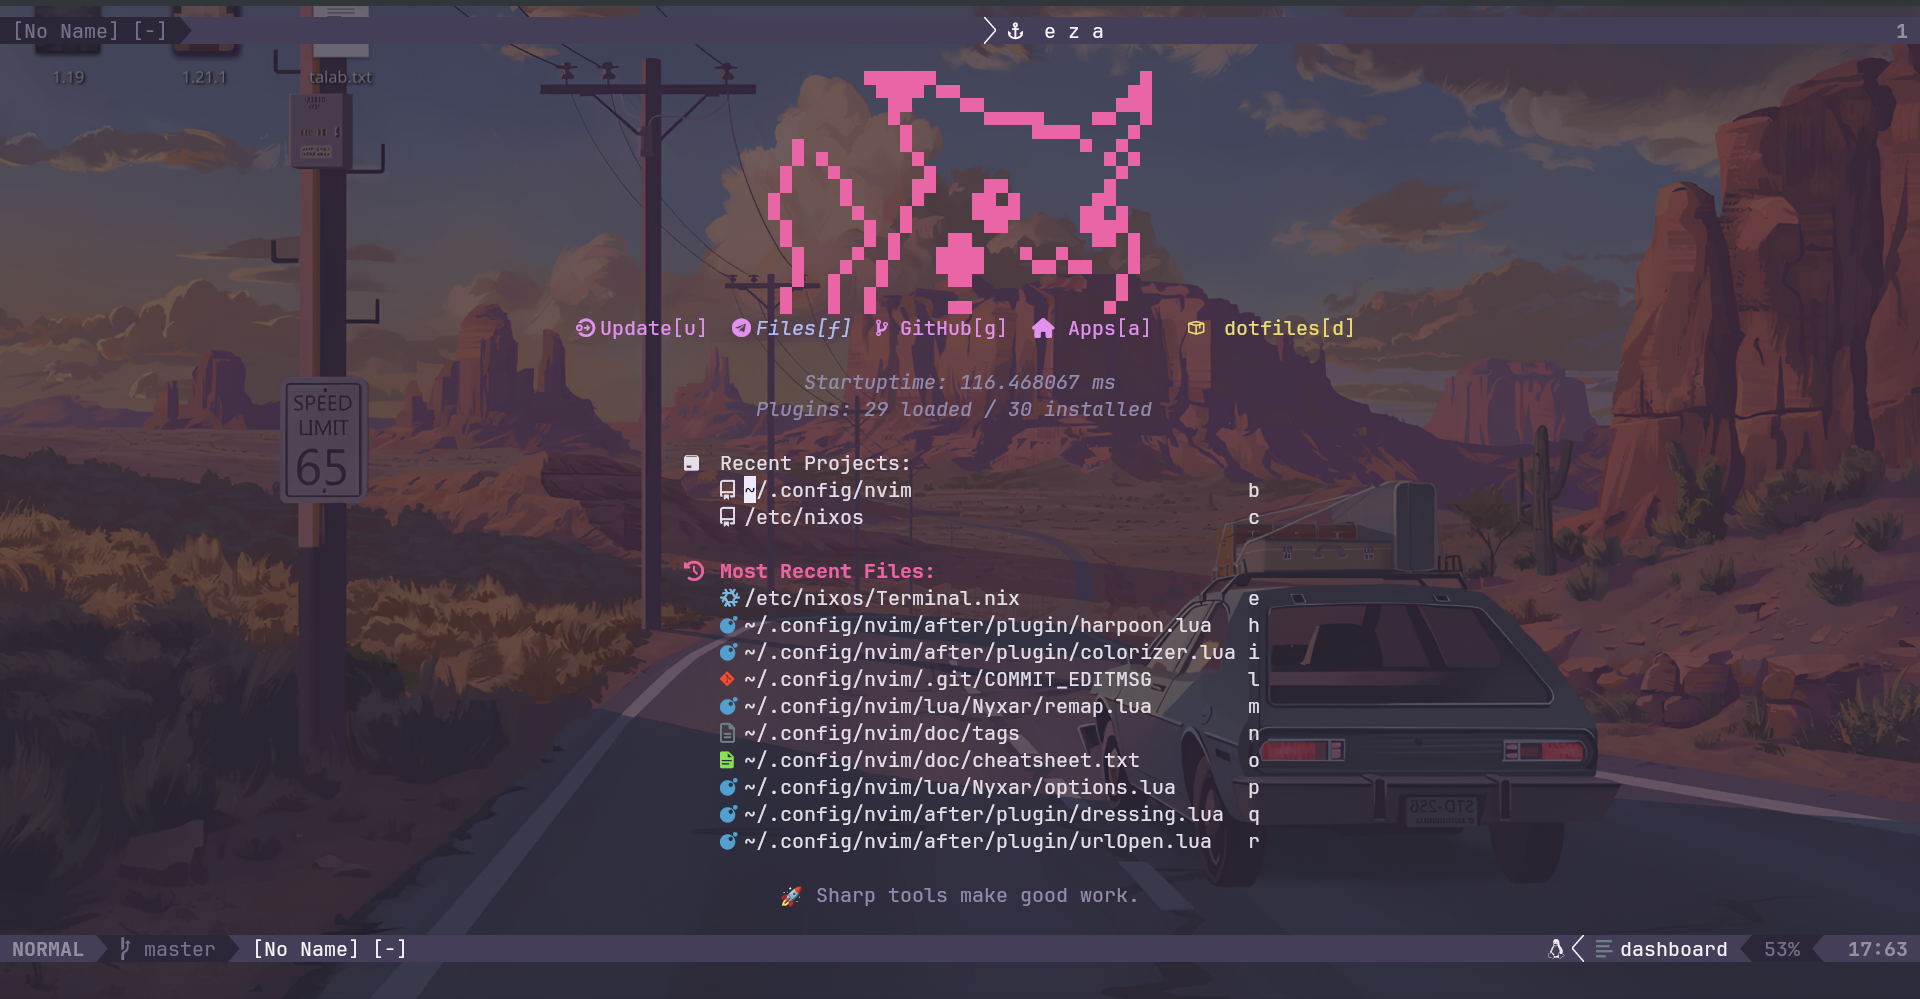 [No Name] [-]
e z a
1
1.19
1.21.1
talab.txt
Update[u] Files[f] GitHub[g] Apps[a] dotfiles[d]
Startuptime: 116.468067 ms
Plugins: 29 loaded / 30 installed
SPEED
LIMIT
65
Recent Projects:
~/.config/nvim b
/etc/nixos c
Most Recent Files:
/etc/nixos/Terminal.nix e
~/.config/nvim/after/plugin/harpoon.lua h
~/.config/nvim/after/plugin/colorizer.lua i
~/.config/nvim/.git/COMMIT_EDITMSG l
~/.config/nvim/lua/Nyxar/remap.lua m
~/.config/nvim/doc/tags n
~/.config/nvim/doc/cheatsheet.txt o
~/.config/nvim/lua/Nyxar/options.lua p
~/.config/nvim/after/plugin/dressing.lua q
~/.config/nvim/after/plugin/urlOpen.lua r
🚀 Sharp tools make good work.
NORMAL master [No Name] [-] dashboard 53% 17:63